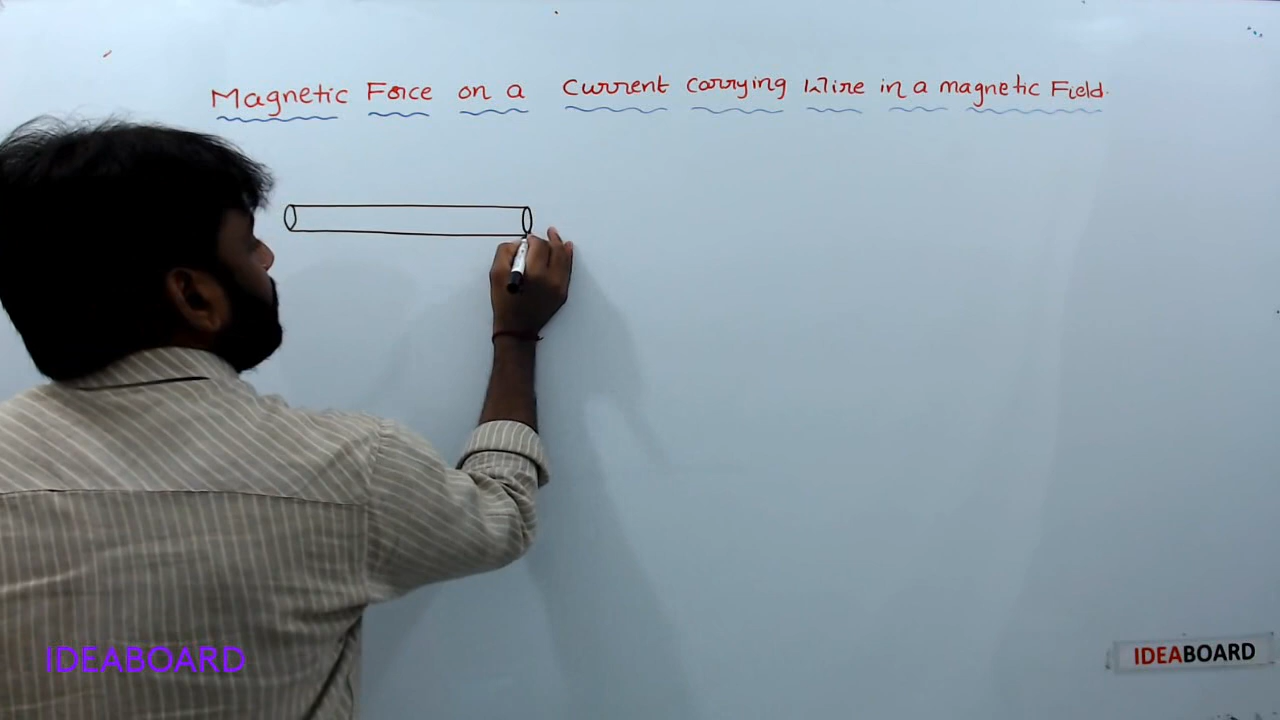 Magnetic Force on a Current carrying Wire in a magnetic Field.
IDEABOARD
IDEABOARD